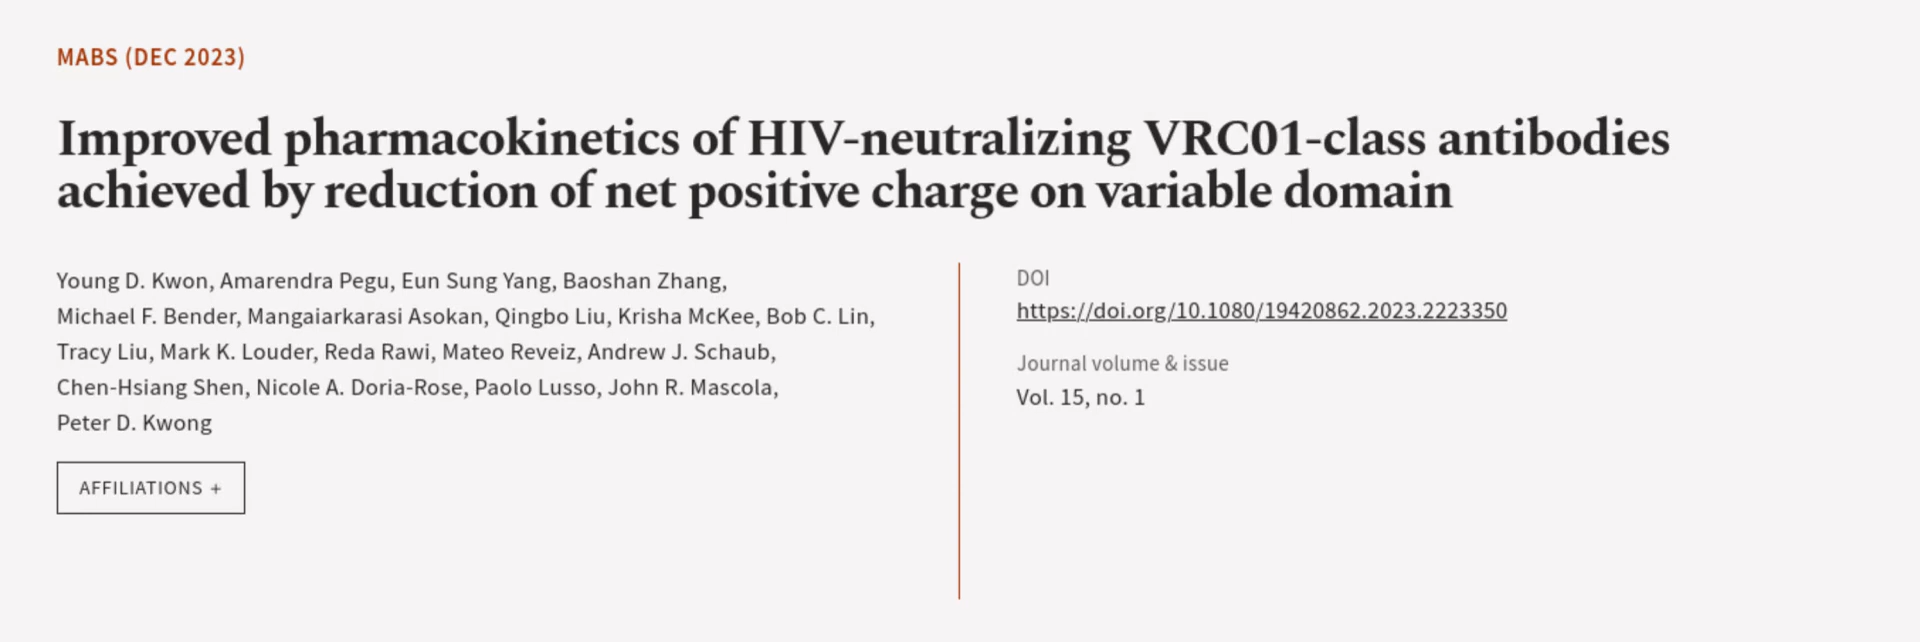 MABS (DEC 2023)
Improved pharmacokinetics of HIV-neutralizing VRC01-class antibodies
achieved by reduction of net positive charge on variable domain
Young D. Kwon, Amarendra Pegu, Eun Sung Yang, Baoshan Zhang,
Michael F. Bender, Mangaiarkarasi Asokan, Qingbo Liu, Krisha McKee, Bob C. Lin,
Tracy Liu, Mark K. Louder, Reda Rawi, Mateo Reveiz, Andrew J. Schaub,
Chen-Hsiang Shen, Nicole A. Doria-Rose, Paolo Lusso, John R. Mascola,
Peter D. Kwong
AFFILIATIONS +
DOI
https://doi.org/10.1080/19420862.2023.2223350
Journal volume & issue
Vol. 15, no. 1